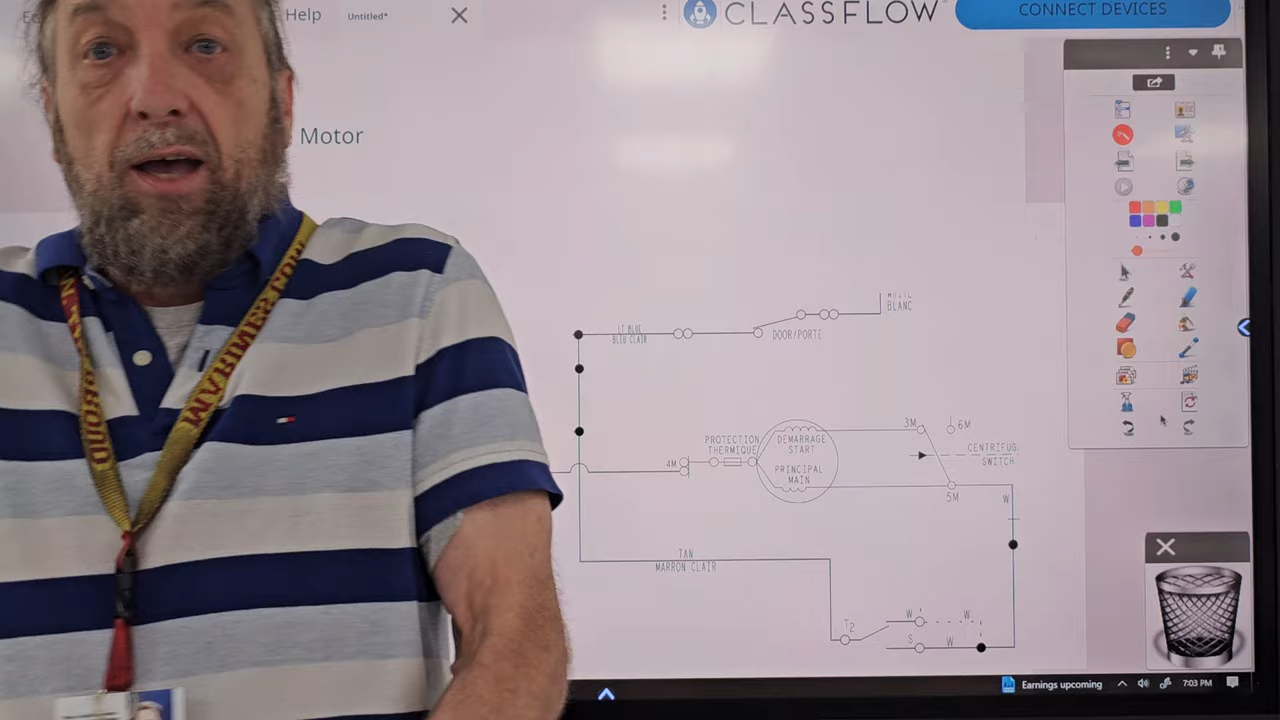 Help
Untitled*
CLASSFLOW
CONNECT DEVICES
Motor
BLANC
LT BLUE
BLEU CLAIR
DOOR/PORTE
3M
6M
PROTECTION
THERMIQUE
DEMARRAGE
START
CENTRIFUG.
SWITCH
4M
PRINCIPAL
MAIN
5M
W
TAN
MARRON CLAIR
W
W
T2
S
W
Earnings upcoming
7:03 PM